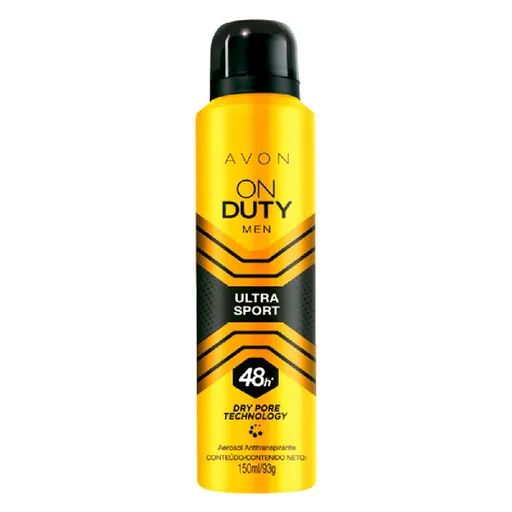 AVON
ON
DUTY
MEN
ULTRA
SPORT
48h*
DRY PORE
TECHNOLOGY
Aerosol Antitranspirante
CONTEÚDO/CONTENIDO NETO:
150ml/93g